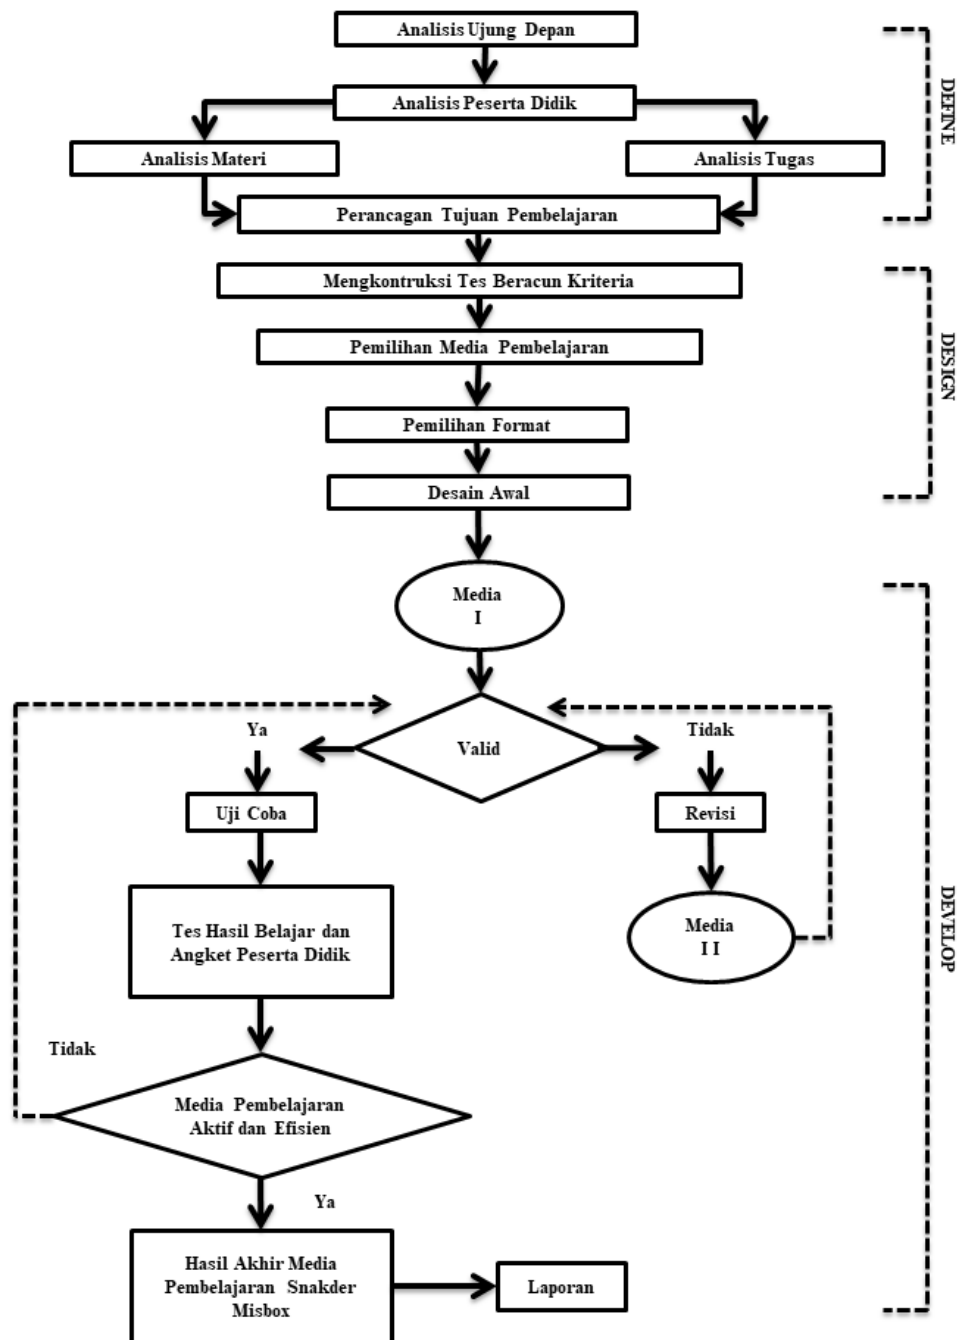 Analisis Ujung Depan
Analisis Peserta Didik
Analisis Materi
Analisis Tugas
Perancagan Tujuan Pembelajaran
DEFINE
Mengkontruksi Tes Beracun Kriteria
Pemilihan Media Pembelajaran
Pemilihan Format
Desain Awal
DESIGN
Media
I
Valid
Ya
Tidak
Uji Coba
Revisi
Tes Hasil Belajar dan
Angket Peserta Didik
Media
I I
Tidak
Media Pembelajaran
Aktif dan Efisien
Ya
Hasil Akhir Media
Pembelajaran Snakder
Misbox
Laporan
DEVELOP